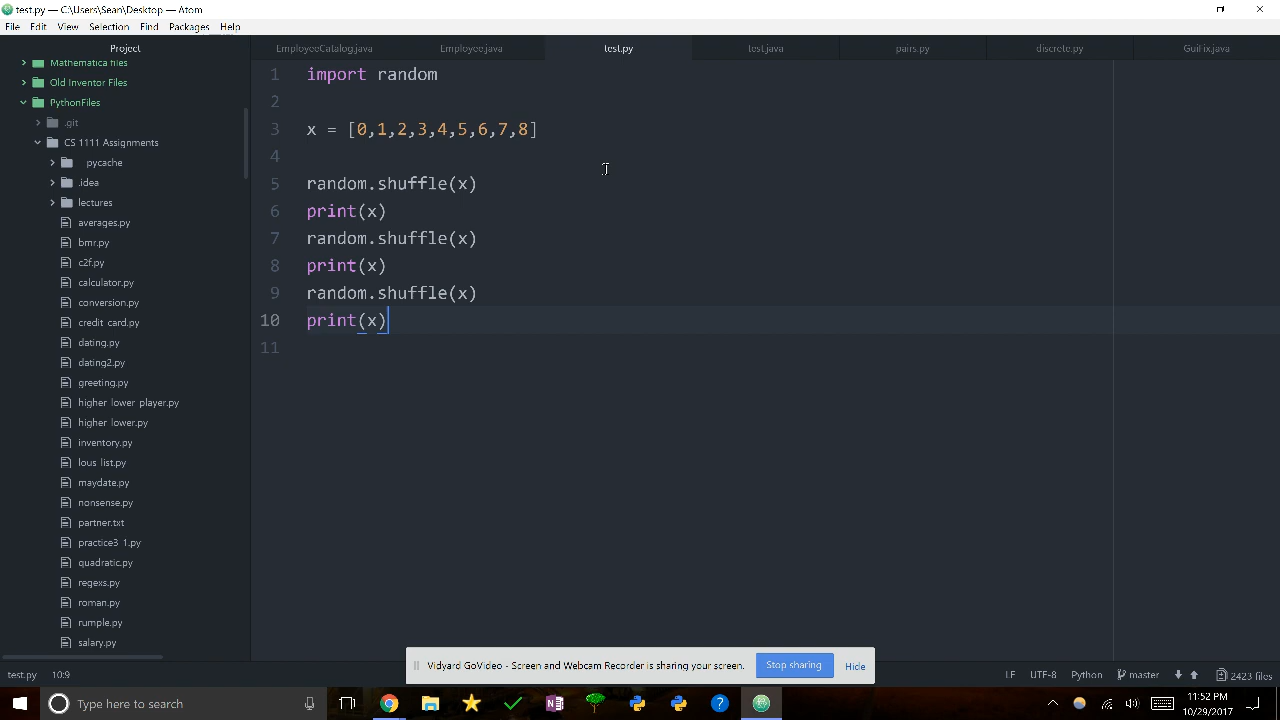 test.py — C:\Users\Sean\Desktop — Atom
File Edit View Selection Find Packages Help
Project
Mathematica files
Old Inventor Files
PythonFiles
.git
CS 1111 Assignments
pycache
.idea
lectures
averages.py
bmr.py
c2f.py
calculator.py
conversion.py
credit card.py
dating.py
dating2.py
greeting.py
higher lower player.py
higher lower.py
inventory.py
lous list.py
maydate.py
nonsense.py
partner.txt
practice3 1.py
quadratic.py
regexs.py
roman.py
rumple.py
salary.py
EmployeeCatalog.java Employee.java test.py test.java pairs.py discrete.py GuiFix.java
1 import random
2
3 x = [0,1,2,3,4,5,6,7,8]
4
5 random.shuffle(x)
6 print(x)
7 random.shuffle(x)
8 print(x)
9 random.shuffle(x)
10 print(x)
11
Vidyard GoVideo - Screen and Webcam Recorder is sharing your screen. Stop sharing Hide
test.py 10:9 LF UTF-8 Python master 2423 files
Type here to search
11:52 PM
10/29/2017